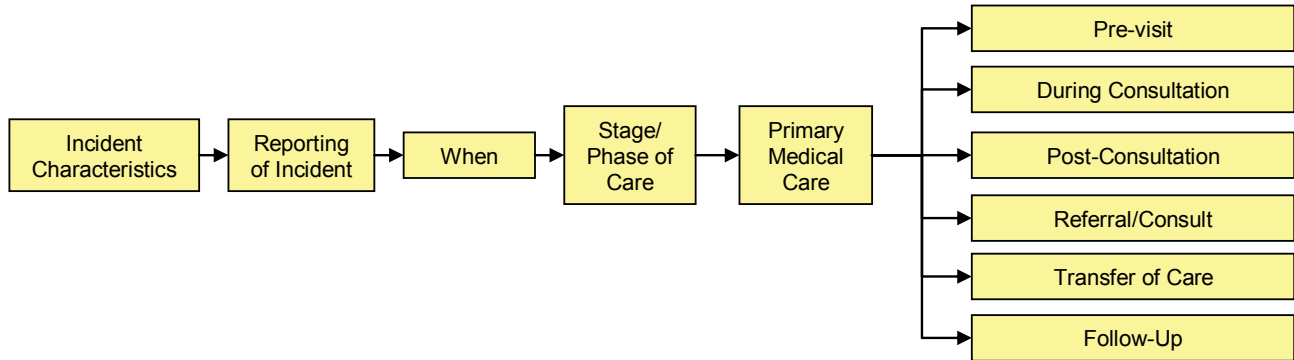 Incident
Characteristics
Reporting
of Incident
When
Stage/
Phase of
Care
Primary
Medical
Care
Pre-visit
During Consultation
Post-Consultation
Referral/Consult
Transfer of Care
Follow-Up